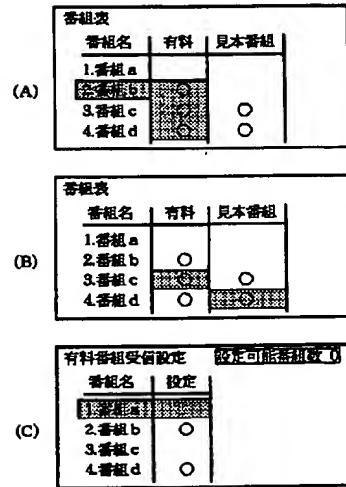 (A)
番組表
番組名 有料 見本番組
1.番組a
2.番組b ○
3.番組c ○ ○
4.番組d ○ ○
(B)
番組表
番組名 有料 見本番組
1.番組a
2.番組b ○
3.番組c ○ ○
4.番組d ○ ○
(C)
有料番組受信設定 設定可能番組数 0
番組名 設定
1.番組a
2.番組b ○
3.番組c
4.番組d ○